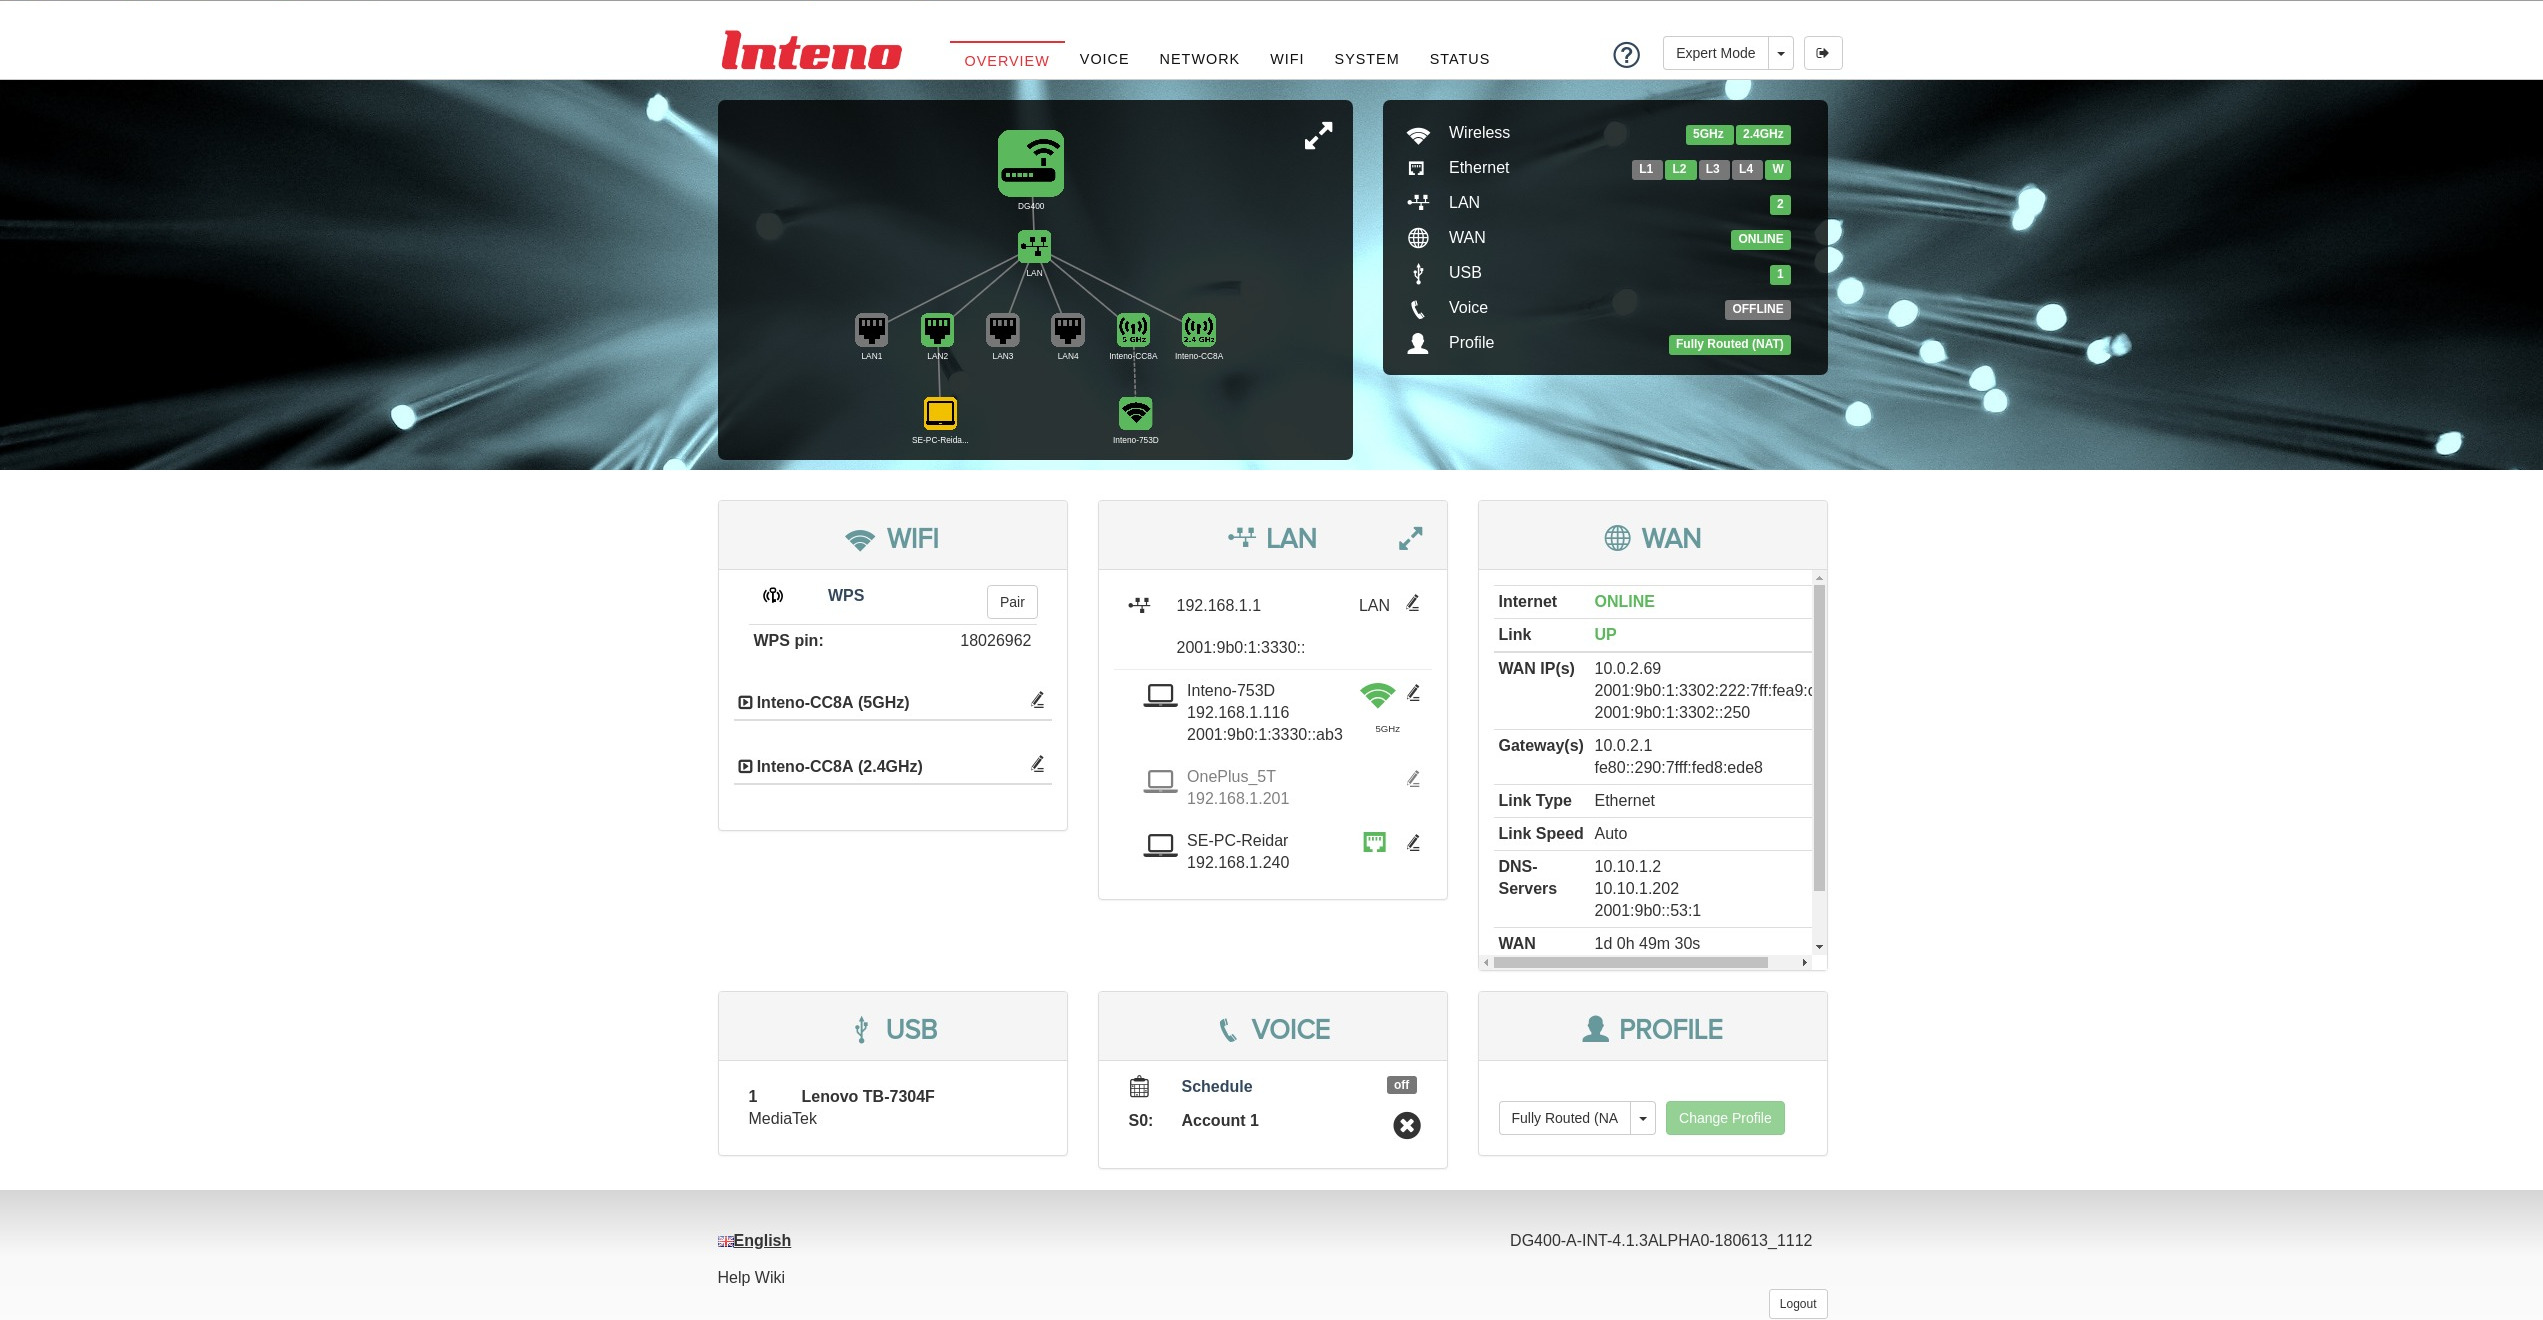 Inteno
OVERVIEW VOICE NETWORK WIFI SYSTEM STATUS
Expert Mode
DG400
LAN
5 GHz 2.4 GHz
LAN1 LAN2 LAN3 LAN4 Inteno-CC8A Inteno-CC8A
SE-PC-Reida... Inteno-753D
Wireless 5GHz 2.4GHz
Ethernet L1 L2 L3 L4 W
LAN 2
WAN ONLINE
USB 1
Voice OFFLINE
Profile Fully Routed (NAT)
WIFI
WPS Pair
WPS pin: 18026962
Inteno-CC8A (5GHz)
Inteno-CC8A (2.4GHz)
LAN
192.168.1.1 LAN
2001:9b0:1:3330::
Inteno-753D
192.168.1.116
2001:9b0:1:3330::ab3
5GHz
OnePlus_5T
192.168.1.201
SE-PC-Reidar
192.168.1.240
WAN
Internet ONLINE
Link UP
WAN IP(s) 10.0.2.69
2001:9b0:1:3302:222:7ff:fea9:c
2001:9b0:1:3302::250
Gateway(s) 10.0.2.1
fe80::290:7fff:fed8:ede8
Link Type Ethernet
Link Speed Auto
DNS- 10.10.1.2
Servers 10.10.1.202
2001:9b0::53:1
WAN 1d 0h 49m 30s
USB
1 Lenovo TB-7304F
MediaTek
VOICE
Schedule off
S0: Account 1
PROFILE
Fully Routed (NA Change Profile
English
DG400-A-INT-4.1.3ALPHA0-180613_1112
Help Wiki
Logout